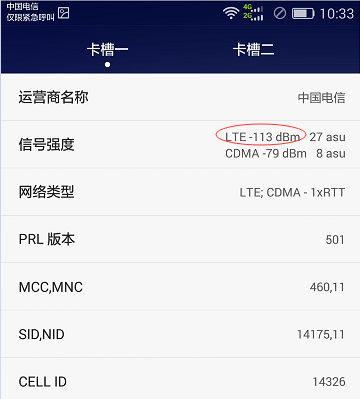 中国电信
仅限紧急呼叫
4G
2G
10:33
卡槽一
卡槽二
运营商名称
中国电信
信号强度
LTE -113 dBm 27 asu
CDMA -79 dBm 8 asu
网络类型
LTE; CDMA - 1xRTT
PRL 版本
501
MCC,MNC
460,11
SID,NID
14175,11
CELL ID
14326